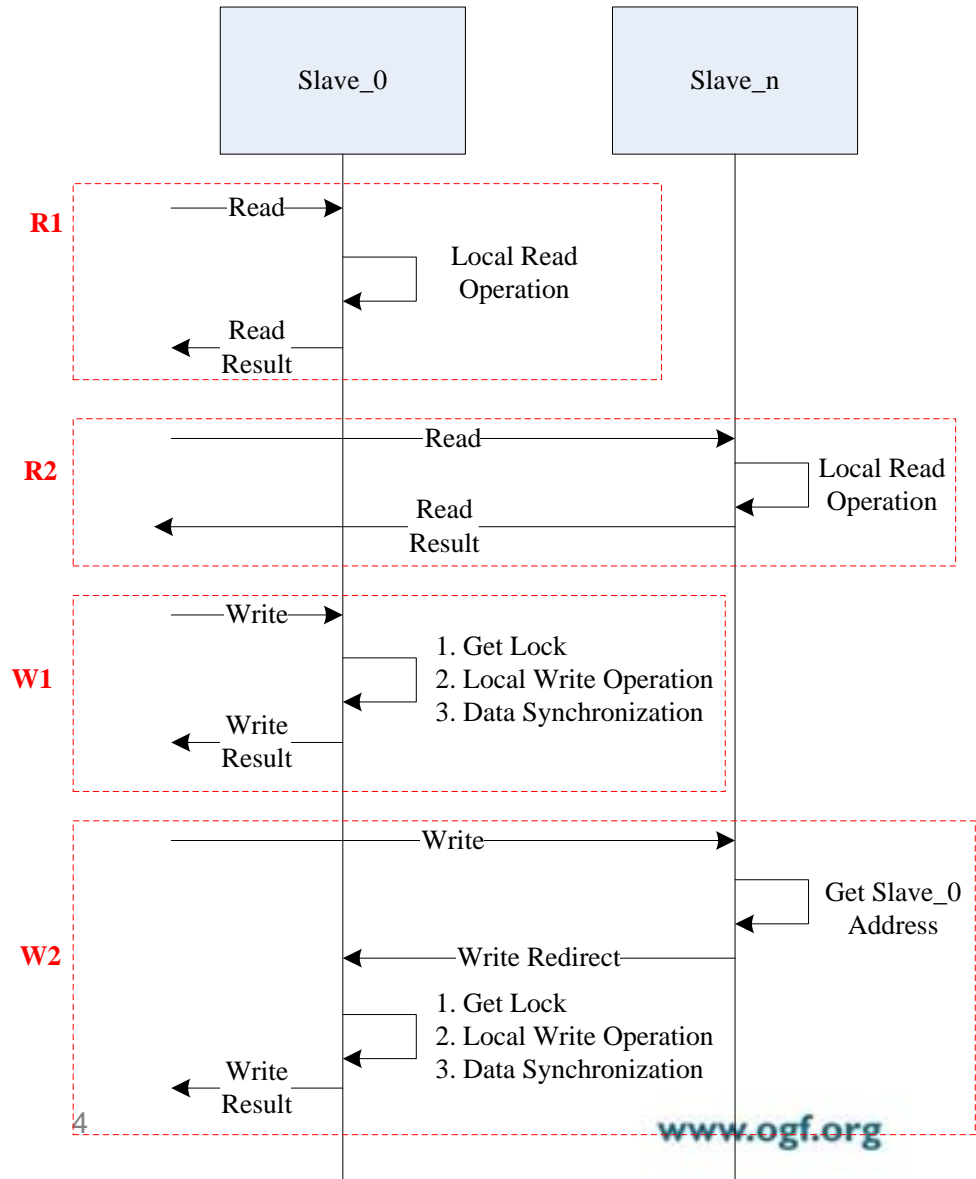 Slave_0
Slave_n
R1
Read
Local Read
Operation
Read
Result
R2
Read
Local Read
Operation
Read
Result
W1
Write
1. Get Lock
2. Local Write Operation
3. Data Synchronization
Write
Result
W2
Write
Get Slave_0
Address
Write Redirect
1. Get Lock
2. Local Write Operation
3. Data Synchronization
Write
Result
4
www.ogf.org